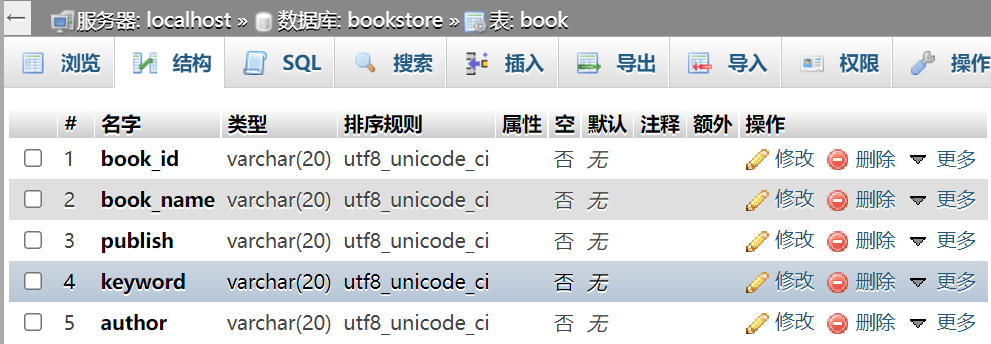 ← 服务器: localhost » 数据库: bookstore » 表: book
浏览 结构 SQL 搜索 插入 导出 导入 权限 操作
# 名字 类型 排序规则 属性 空 默认 注释 额外 操作
1 book_id varchar(20) utf8_unicode_ci 否 无 修改 删除 更多
2 book_name varchar(20) utf8_unicode_ci 否 无 修改 删除 更多
3 publish varchar(20) utf8_unicode_ci 否 无 修改 删除 更多
4 keyword varchar(20) utf8_unicode_ci 否 无 修改 删除 更多
5 author varchar(20) utf8_unicode_ci 否 无 修改 删除 更多